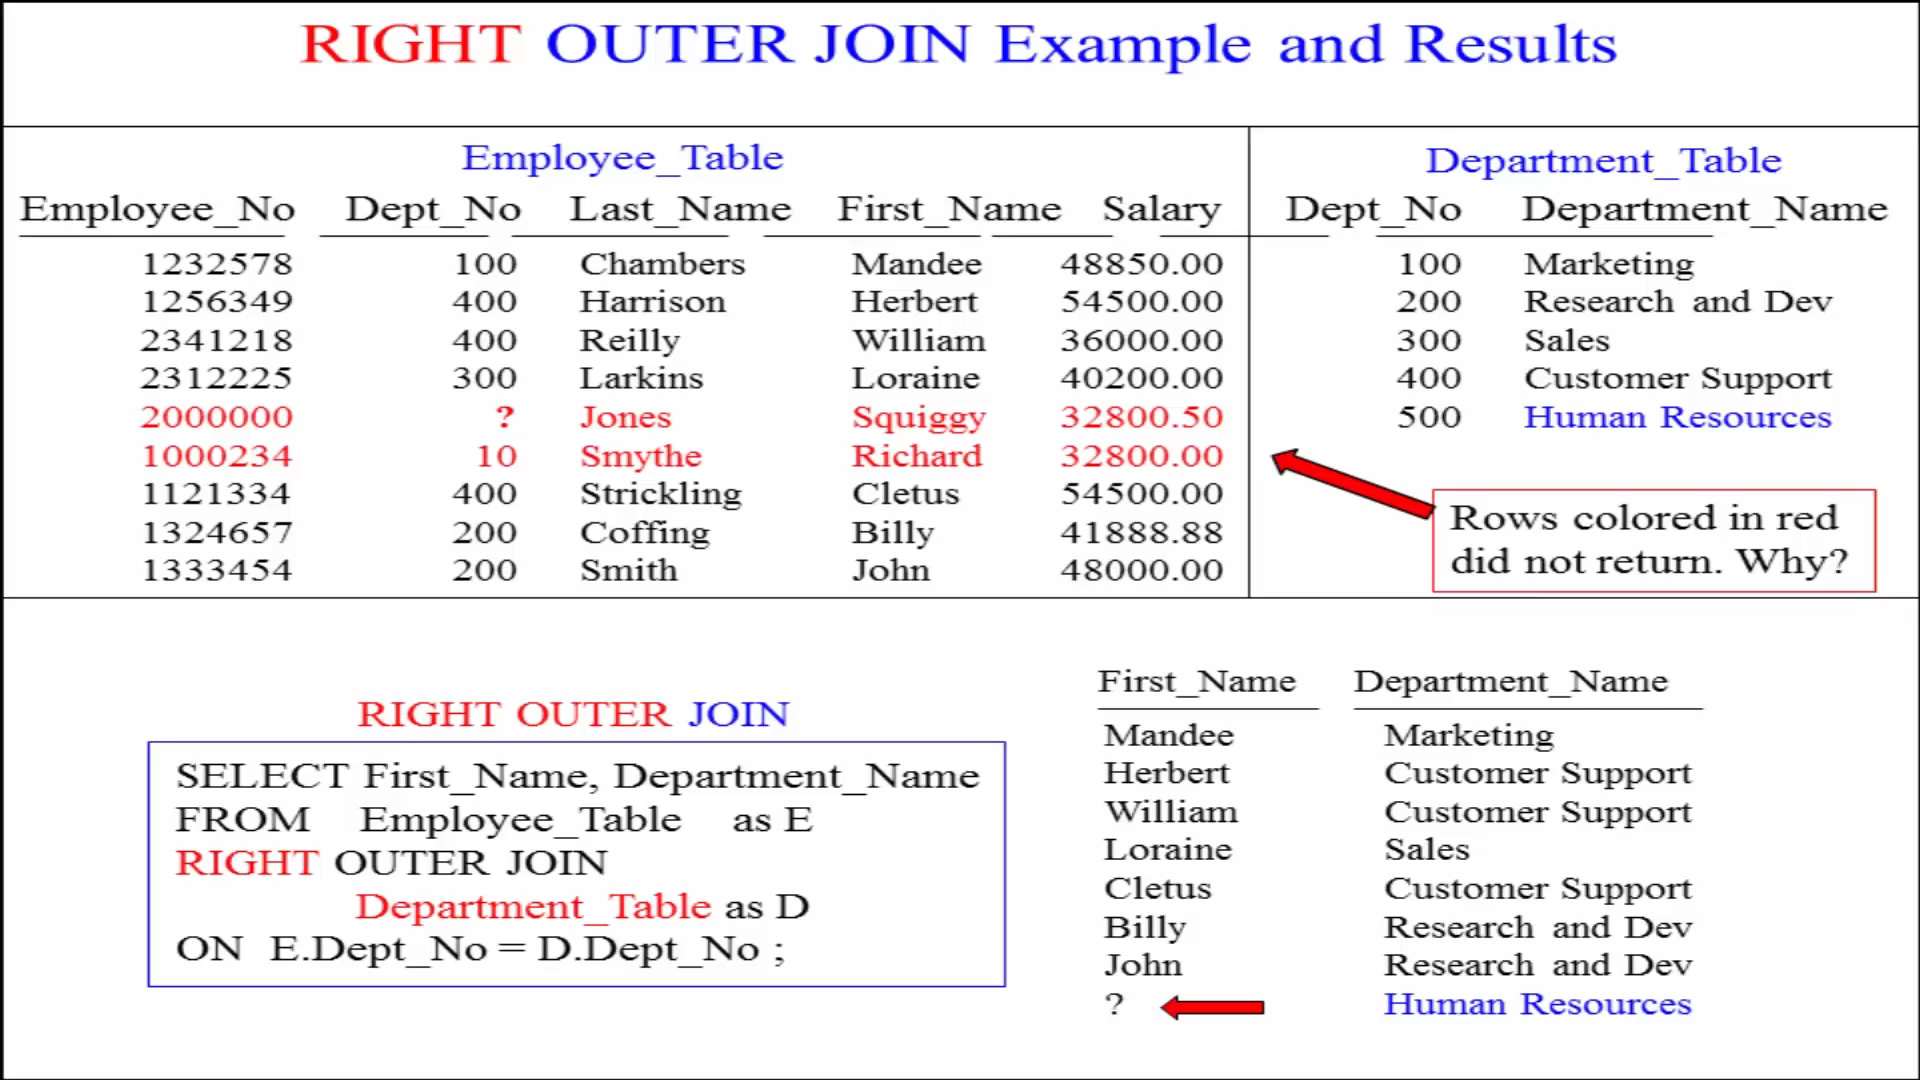 RIGHT OUTER JOIN Example and Results
Employee_Table
Department_Table
Employee_No Dept_No Last_Name First_Name Salary Dept_No Department_Name
1232578 100 Chambers Mandee 48850.00 100 Marketing
1256349 400 Harrison Herbert 54500.00 200 Research and Dev
2341218 400 Reilly William 36000.00 300 Sales
2312225 300 Larkins Loraine 40200.00 400 Customer Support
2000000 ? Jones Squiggy 32800.50 500 Human Resources
1000234 10 Smythe Richard 32800.00
1121334 400 Strickling Cletus 54500.00
1324657 200 Coffing Billy 41888.88
1333454 200 Smith John 48000.00
Rows colored in red
did not return. Why?
RIGHT OUTER JOIN
SELECT First_Name, Department_Name
FROM Employee_Table as E
RIGHT OUTER JOIN
Department_Table as D
ON E.Dept_No = D.Dept_No ;
First_Name Department_Name
Mandee Marketing
Herbert Customer Support
William Customer Support
Loraine Sales
Cletus Customer Support
Billy Research and Dev
John Research and Dev
? Human Resources